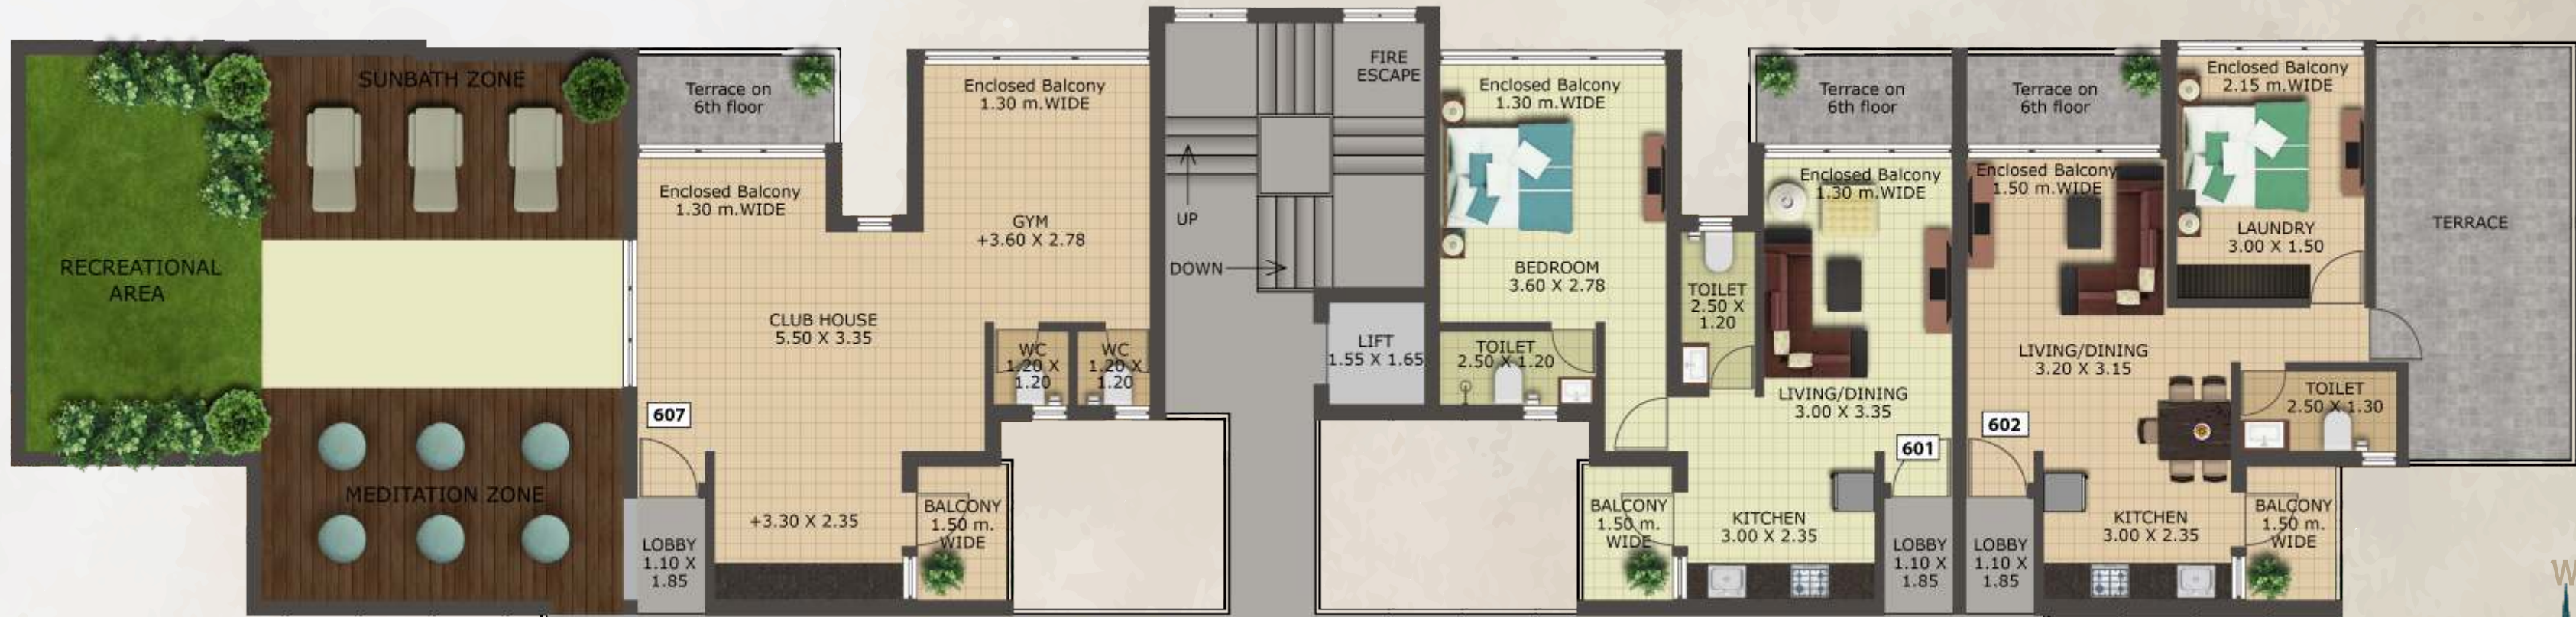 SUNBATH ZONE
RECREATIONAL
AREA
MEDITATION ZONE
Terrace on
6th floor
Enclosed Balcony
1.30 m.WIDE
CLUB HOUSE
5.50 X 3.35
607
LOBBY
1.10 X
1.85
+3.30 X 2.35
Enclosed Balcony
1.30 m.WIDE
GYM
+3.60 X 2.78
WC
1.20 X
1.20
WC
1.20 X
1.20
BALCONY
1.50 m.
WIDE
FIRE
ESCAPE
UP
DOWN
LIFT
1.55 X 1.65
Enclosed Balcony
1.30 m.WIDE
BEDROOM
3.60 X 2.78
TOILET
2.50 X 1.20
TOILET
2.50 X
1.20
Terrace on
6th floor
Enclosed Balcony
1.30 m.WIDE
LIVING/DINING
3.00 X 3.35
601
BALCONY
1.50 m.
WIDE
KITCHEN
3.00 X 2.35
LOBBY
1.10 X
1.85
Terrace on
6th floor
Enclosed Balcony
1.50 m.WIDE
LIVING/DINING
3.20 X 3.15
602
LOBBY
1.10 X
1.85
KITCHEN
3.00 X 2.35
Enclosed Balcony
2.15 m.WIDE
LAUNDRY
3.00 X 1.50
TOILET
2.50 X 1.30
BALCONY
1.50 m.
WIDE
TERRACE
W